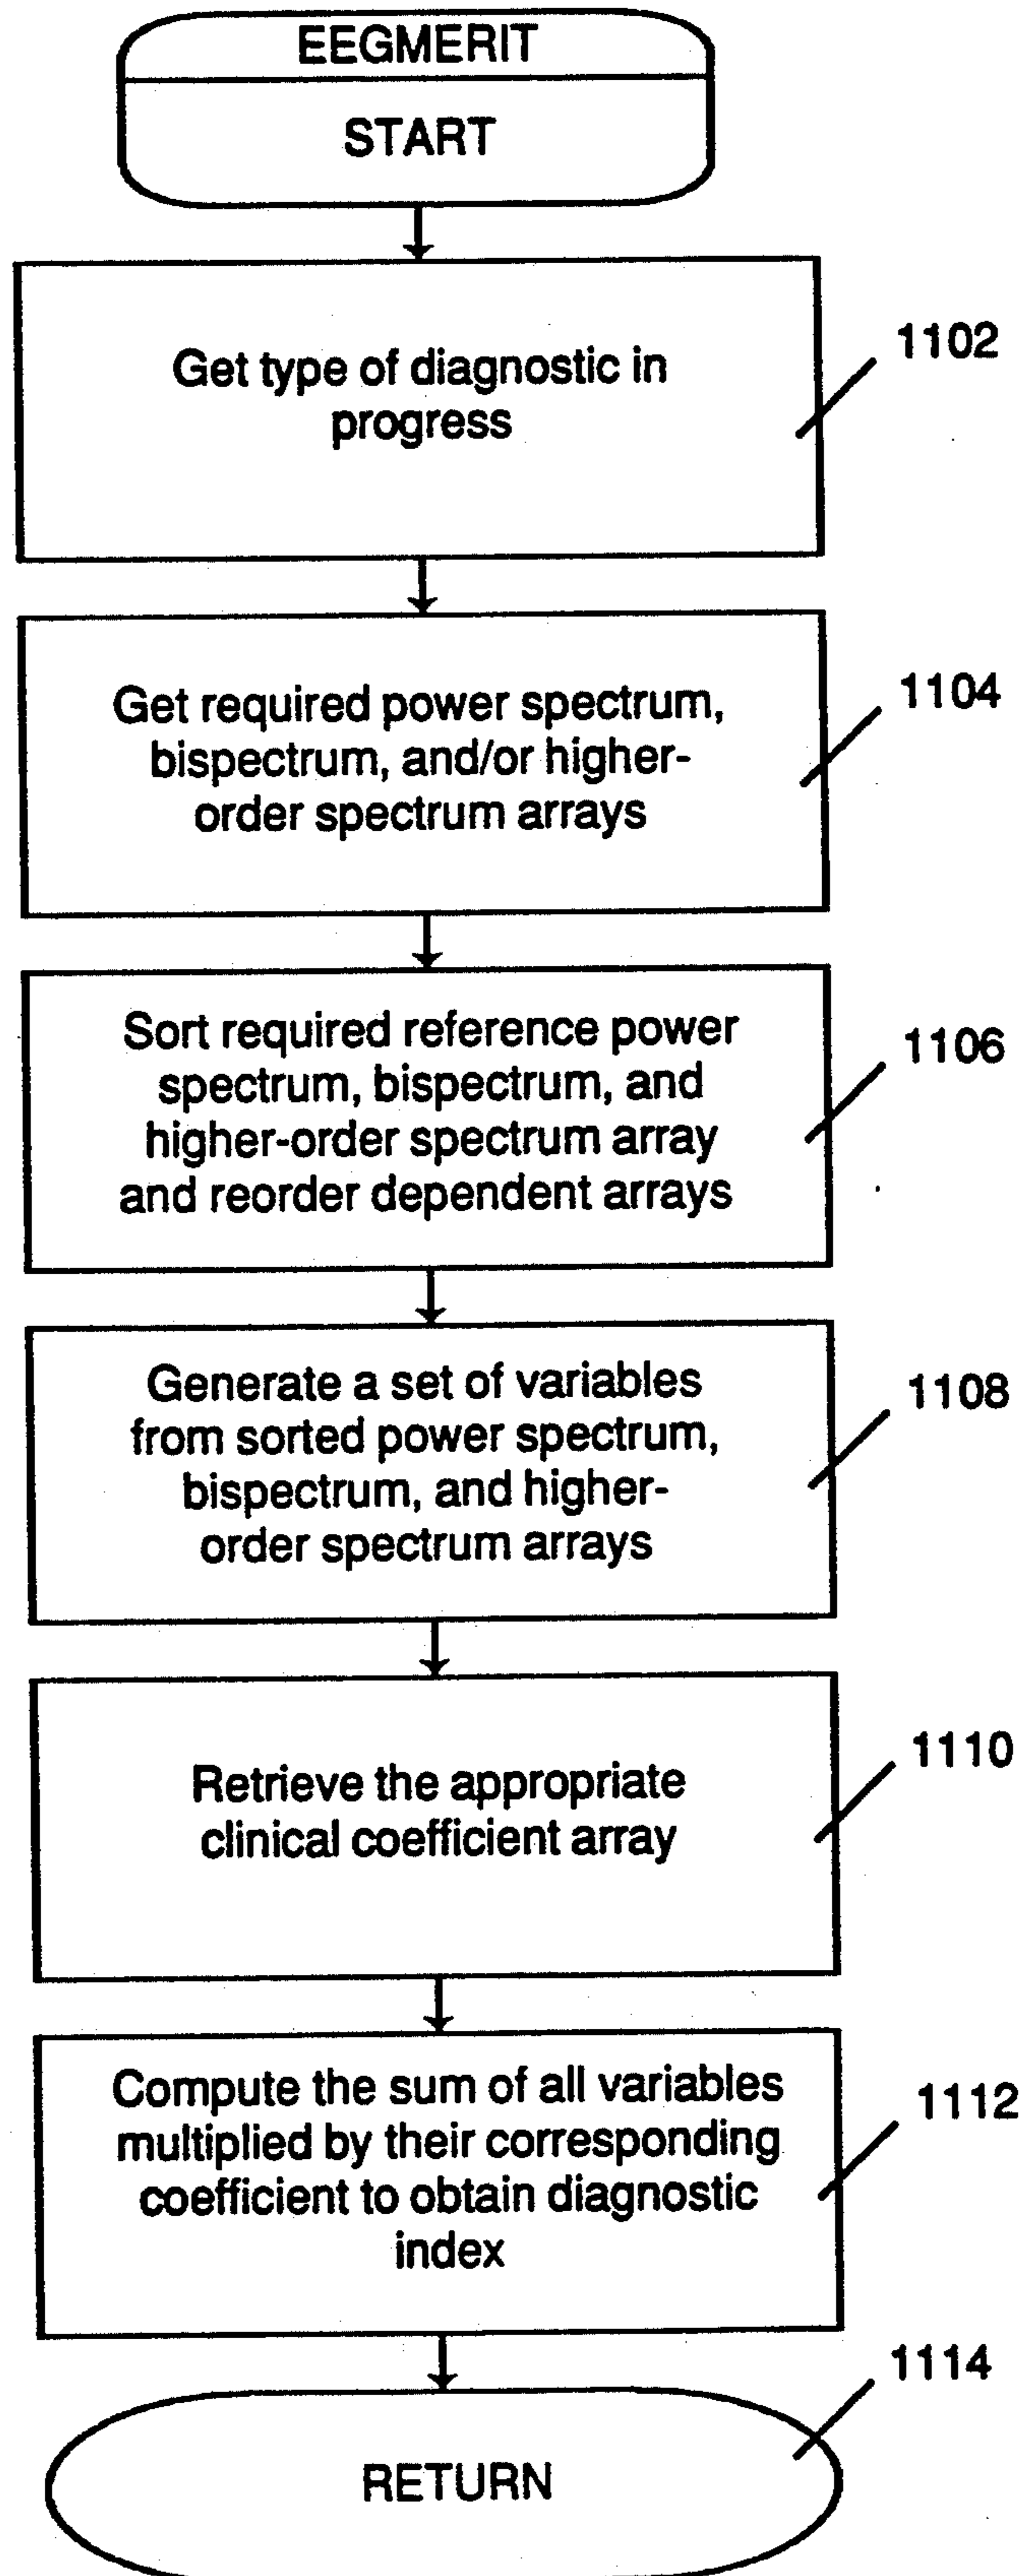 EEGMERIT
START
Get type of diagnostic in
progress
1102
Get required power spectrum,
bispectrum, and/or higher-
order spectrum arrays
1104
Sort required reference power
spectrum, bispectrum, and
higher-order spectrum array
and reorder dependent arrays
1106
Generate a set of variables
from sorted power spectrum,
bispectrum, and higher-
order spectrum arrays
1108
Retrieve the appropriate
clinical coefficient array
1110
Compute the sum of all variables
multiplied by their corresponding
coefficient to obtain diagnostic
index
1112
RETURN
1114